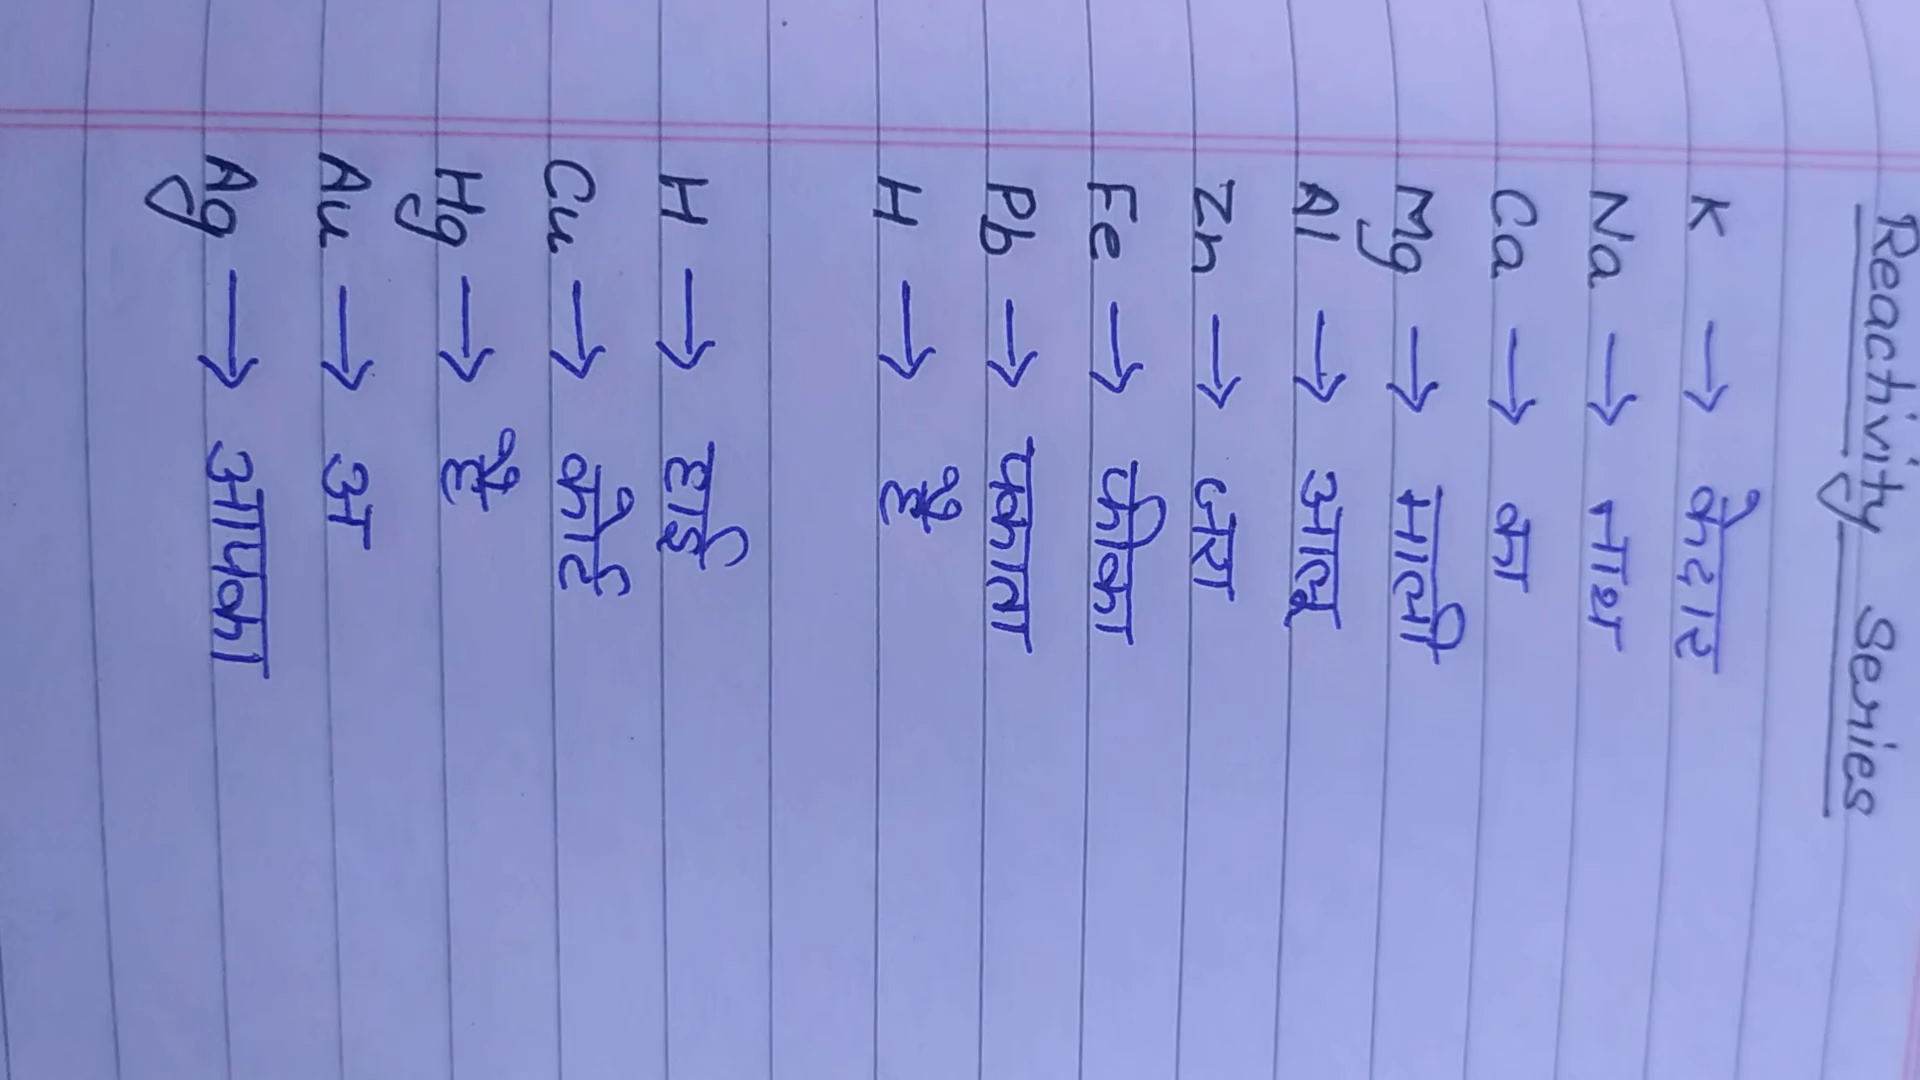 Reactivity Series
K → केदार
Na → नाथ
Ca → का
Mg → माली
Al → आलू
Zn → जरा
Fe → फीका
Pb → पकाता
H → है
H → हाई
Cu → कोर्ट
Hg → है
Au → अ
Ag → आपका